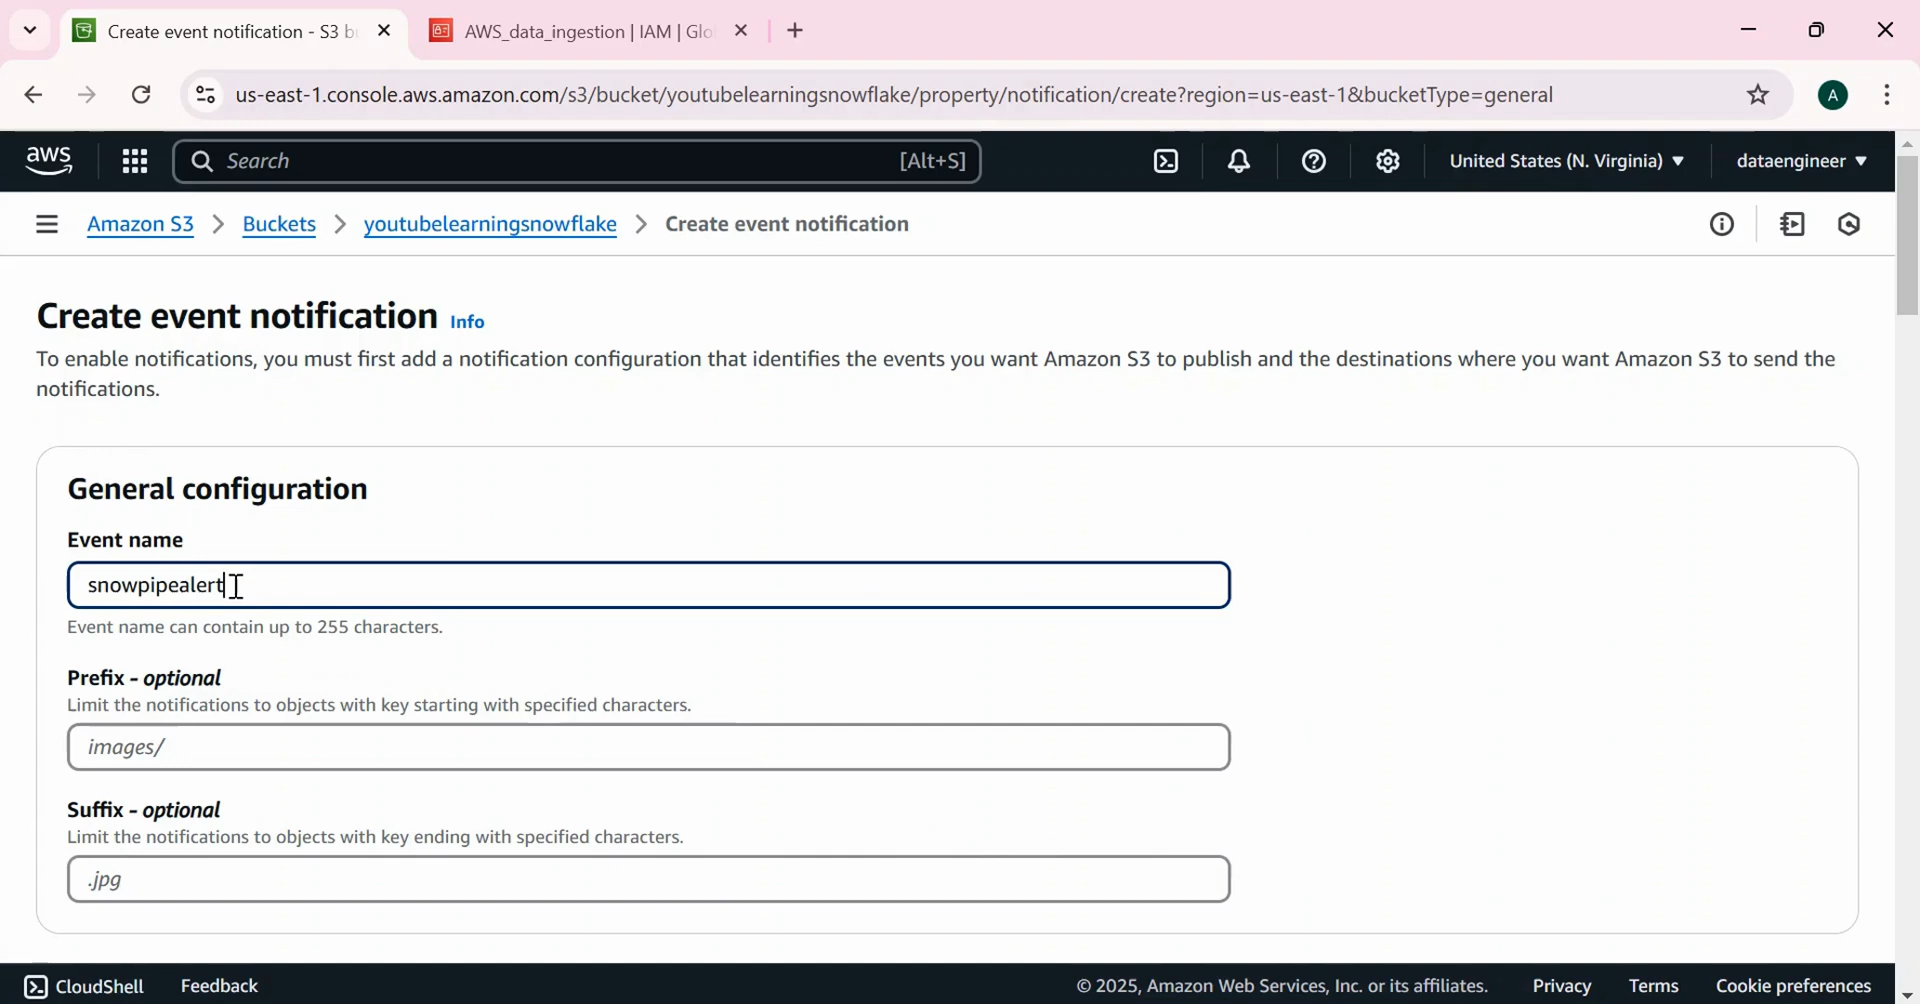 Create event notification - S3 b
AWS_data_ingestion | IAM | Glo
us-east-1.console.aws.amazon.com/s3/bucket/youtubelearningsnowflake/property/notification/create?region=us-east-1&bucketType=general
A
aws
Search
[Alt+S]
United States (N. Virginia)
dataengineer
Amazon S3 > Buckets > youtubelearningsnowflake > Create event notification
Create event notification Info
To enable notifications, you must first add a notification configuration that identifies the events you want Amazon S3 to publish and the destinations where you want Amazon S3 to send the
notifications.
General configuration
Event name
snowpipealert
Event name can contain up to 255 characters.
Prefix - optional
Limit the notifications to objects with key starting with specified characters.
images/
Suffix - optional
Limit the notifications to objects with key ending with specified characters.
.jpg
CloudShell Feedback © 2025, Amazon Web Services, Inc. or its affiliates. Privacy Terms Cookie preferences